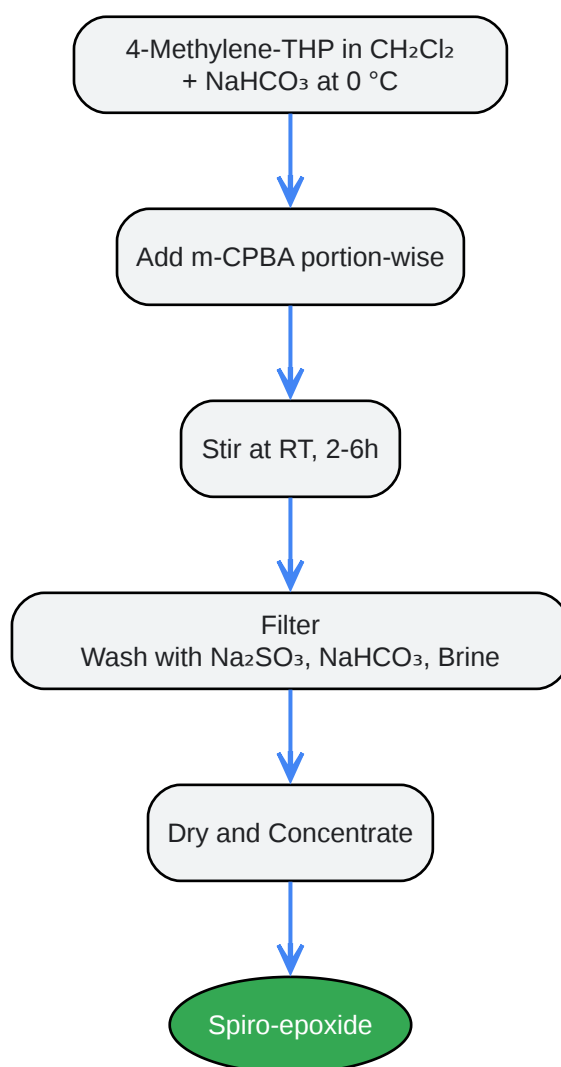 4-Methylene-THP in CH₂Cl₂
+ NaHCO₃ at 0 °C
Add m-CPBA portion-wise
Stir at RT, 2-6h
Filter
Wash with Na₂SO₃, NaHCO₃, Brine
Dry and Concentrate
Spiro-epoxide